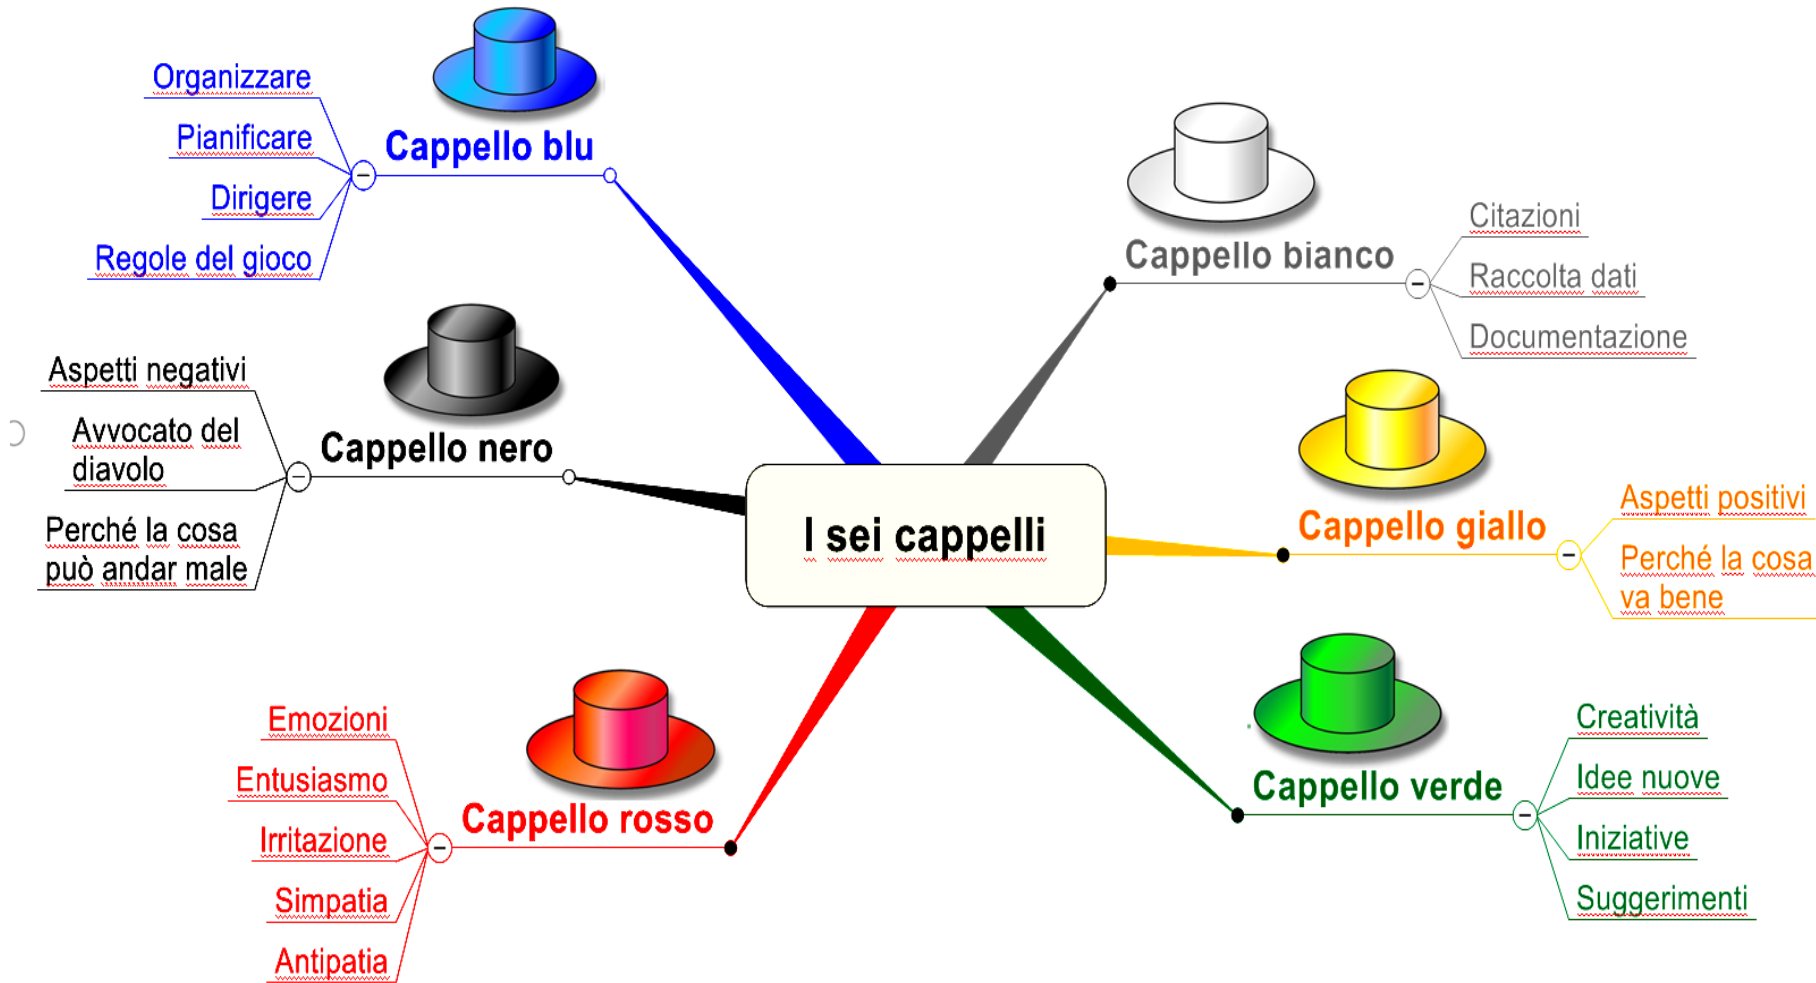 I sei cappelli
Cappello blu
Organizzare
Pianificare
Dirigere
Regole del gioco
Cappello nero
Aspetti negativi
Avvocato del
diavolo
Perché la cosa
può andar male
Cappello rosso
Emozioni
Entusiasmo
Irritazione
Simpatia
Antipatia
Cappello bianco
Citazioni
Raccolta dati
Documentazione
Cappello giallo
Aspetti positivi
Perché la cosa
va bene
Cappello verde
Creatività
Idee nuove
Iniziative
Suggerimenti